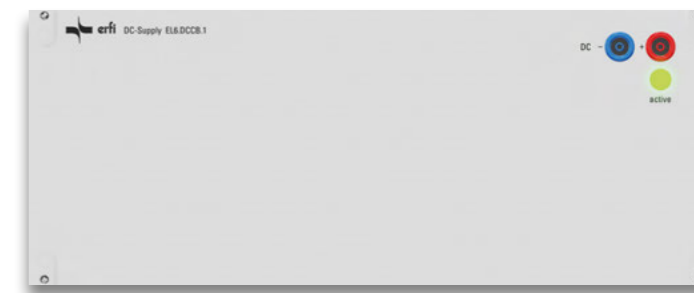 erfi DC-Supply EL6.DCCB.1
DC - +
active